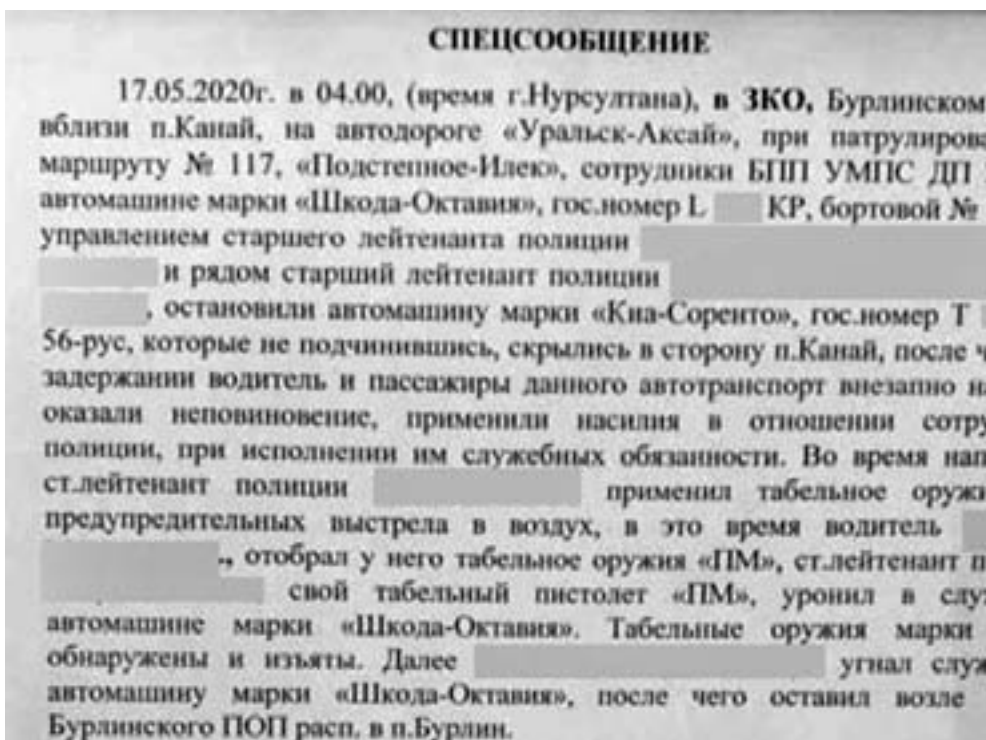 СПЕЦСООБЩЕНИЕ
17.05.2020г. в 04.00, (время г.Нурсултана), в ЗКО, Бурлинском
вблизи п.Канай, на автодороге «Уральск-Аксай», при патрулирова
маршруту № 117, «Подстепное-Илек», сотрудники БПП УМПС ДП
автомашине марки «Шкода-Октавия», гос.номер L КР, бортовой №
управлением старшего лейтенанта полиции
и рядом старший лейтенант полиции
, остановили автомашину марки «Киа-Соренто», гос.номер Т
56-рус, которые не подчинившись, скрылись в сторону п.Канай, после ч
задержании водитель и пассажиры данного автотранспорт внезапно на
оказали неповиновение, применили насилия в отношении сотру
полиции, при исполнении им служебных обязанности. Во время нап
ст.лейтенант полиции применил табельное оружи
предупредительных выстрела в воздух, в это время водитель
., отобрал у него табельное оружия «ПМ», ст.лейтенант п
свой табельный пистолет «ПМ», уронил в слу
автомашине марки «Шкода-Октавия». Табельные оружия марки
обнаружены и изъяты. Далее угнал служ
автомашину марки «Шкода-Октавия», после чего оставил возле
Бурлинского ПОП расп. в п.Бурлин.